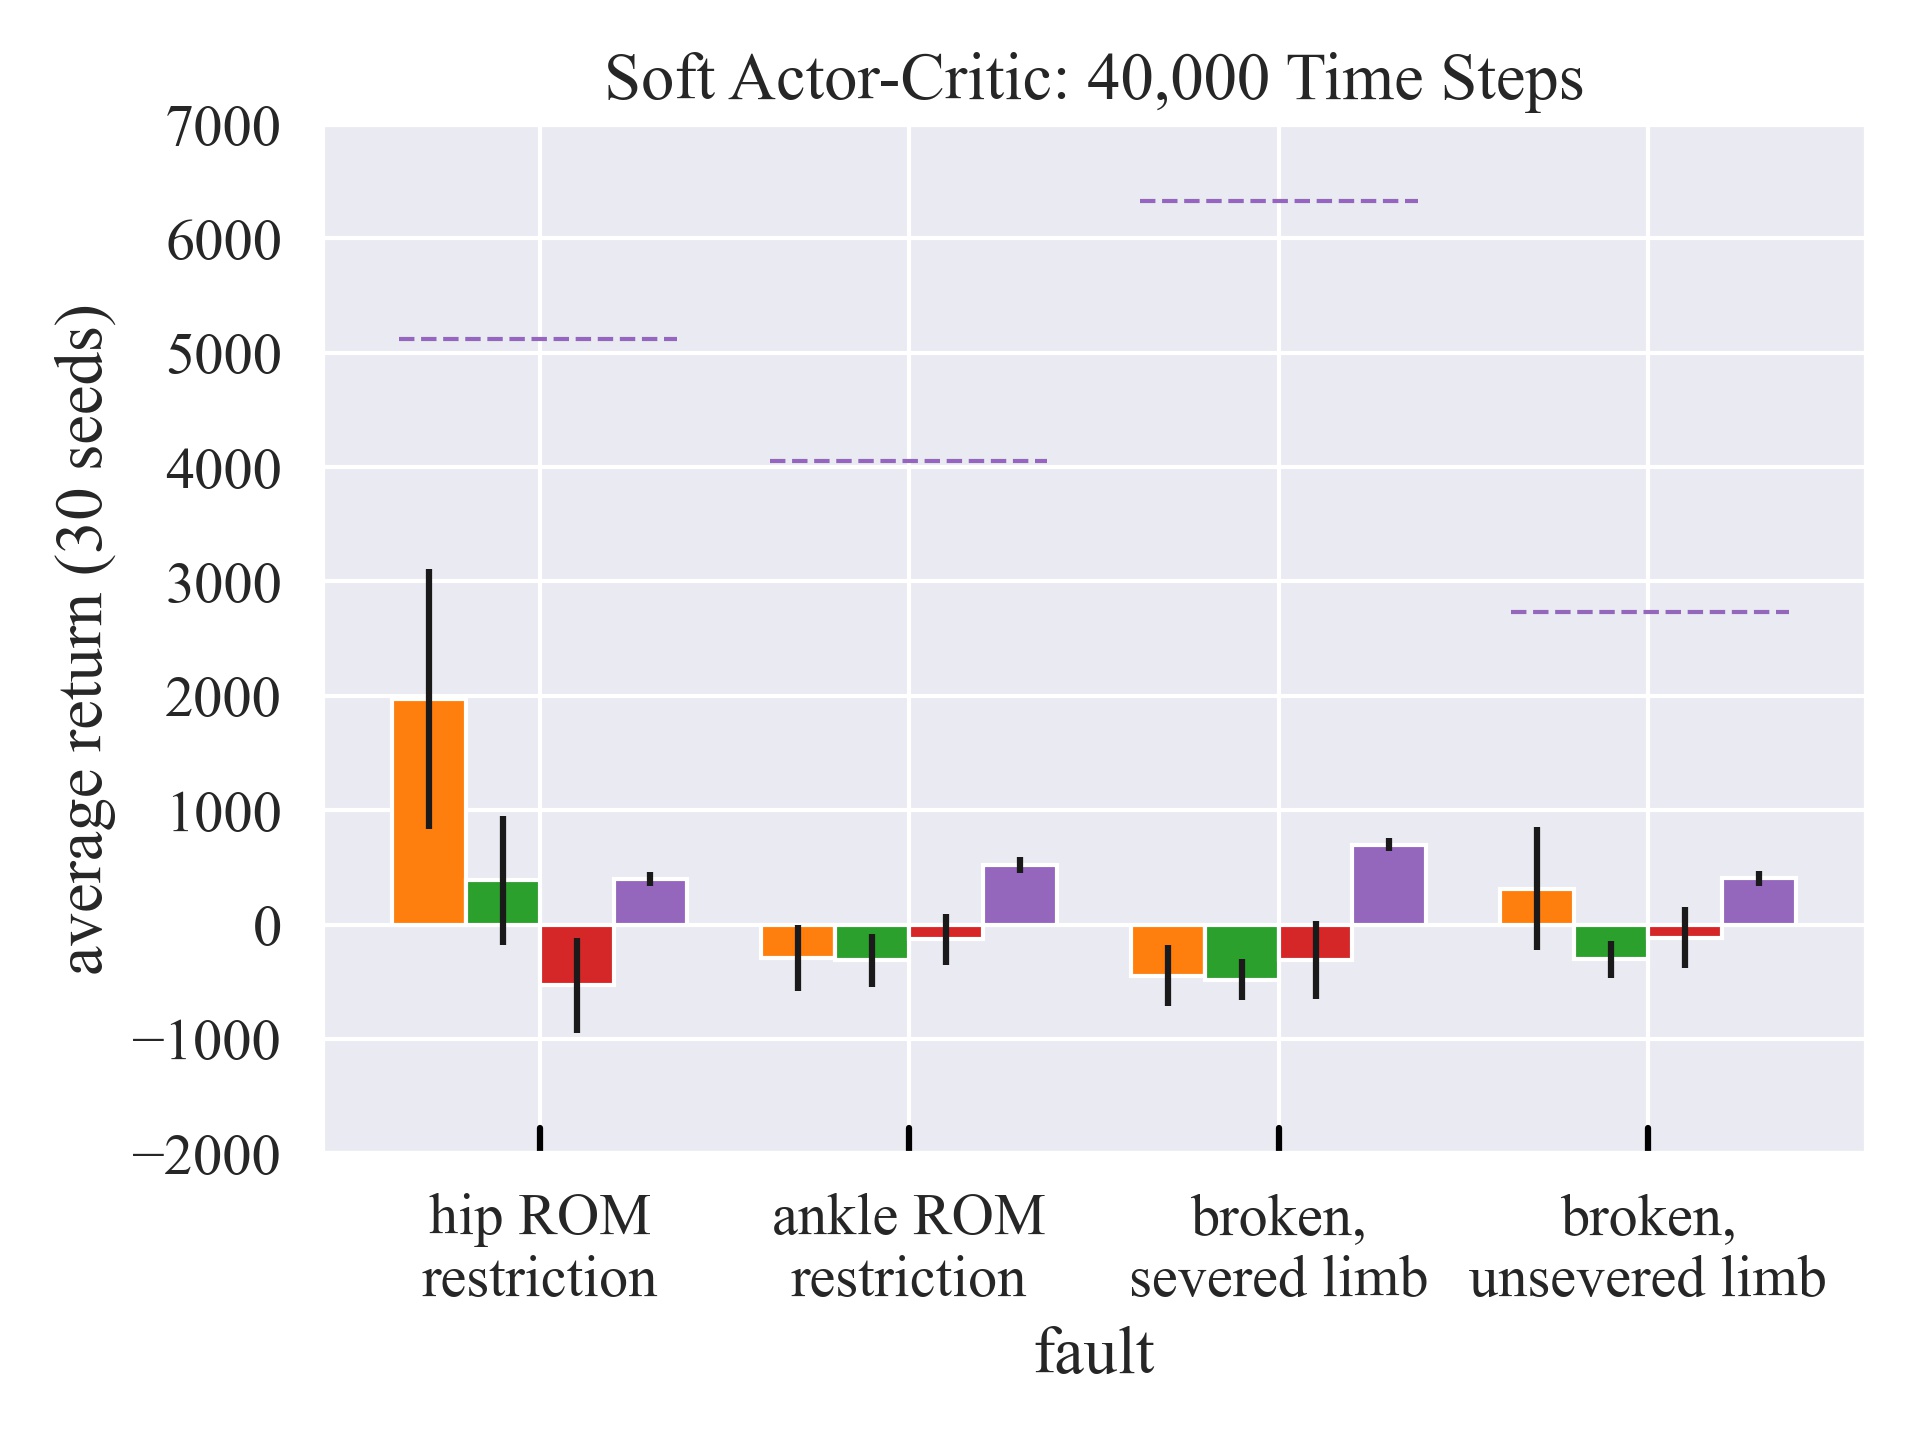 Soft Actor-Critic: 40,000 Time Steps
7000
6000
5000
4000
3000
2000
1000
0
−1000
−2000
average return (30 seeds)
hip ROM
restriction
ankle ROM
restriction
broken,
severed limb
broken,
unsevered limb
fault